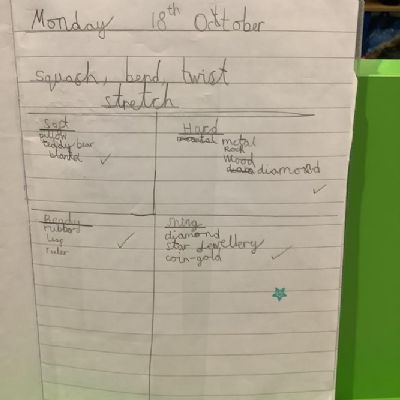 Monday 18th October
squash, bend, twist
stretch
Soft
pillow
teddy bear
blanket
Hard
metal
Rock
wood
diamond
Bendy
rubber
leaf
ruler
Shiny
diamond
star jewellery
coin-gold